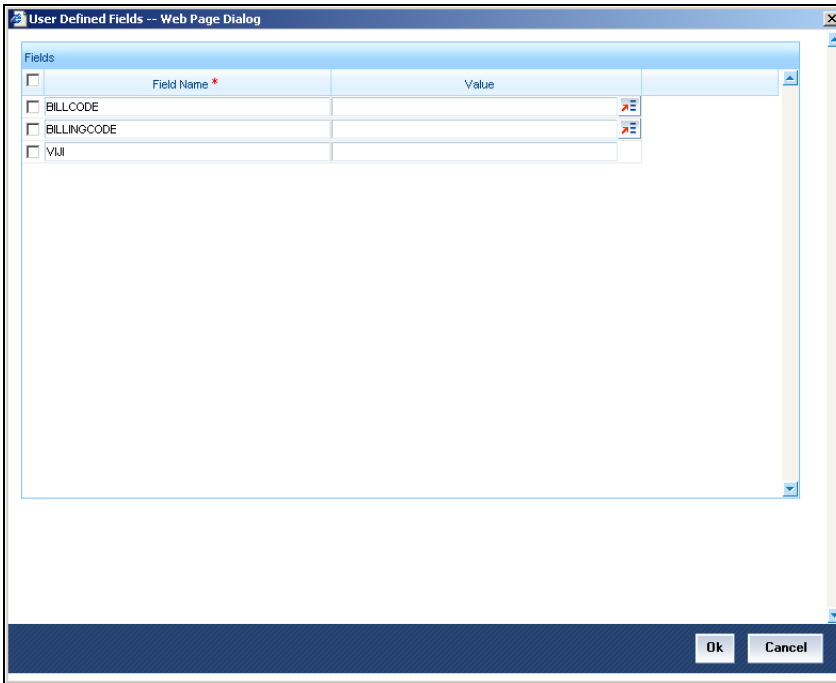 User Defined Fields -- Web Page Dialog
Fields
Field Name * Value
BILLCODE
BILLINGCODE
VIJI
Ok Cancel